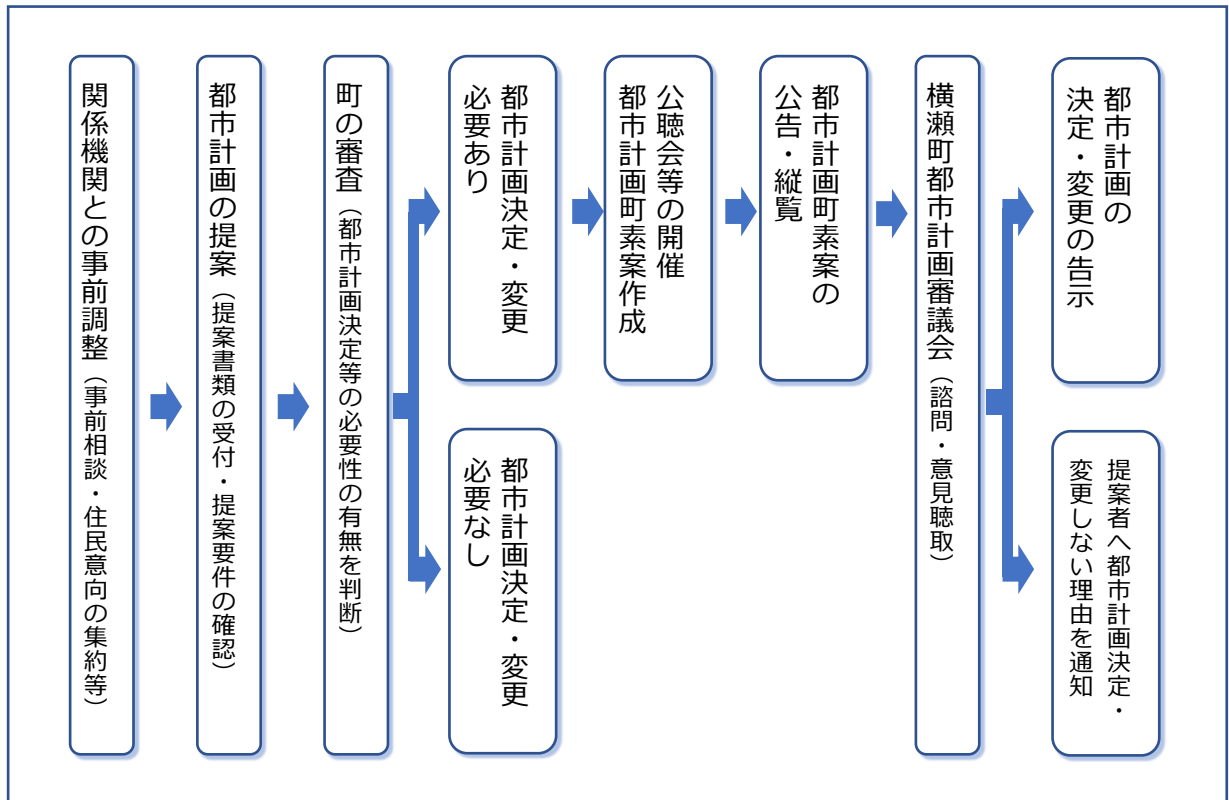 関係機関との事前調整（事前相談・住民意向の集約等）
都市計画の提案（提案書類の受付・提案要件の確認）
町の審査（都市計画決定等の必要性の有無を判断）
都市計画決定・変更
必要あり
都市計画決定・変更
必要なし
公聴会等の開催
都市計画町素案作成
都市計画町素案の
公告・縦覧
横瀬町都市計画審議会（諮問・意見聴取）
都市計画の
決定・変更の告示
提案者へ都市計画決定・
変更しない理由を通知